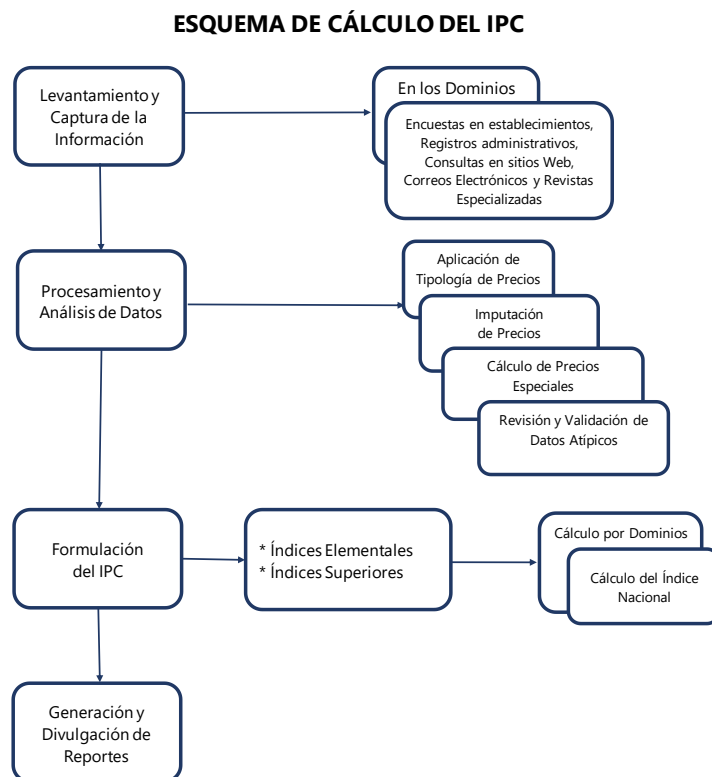 ESQUEMA DE CÁLCULO DEL IPC
Levantamiento y
Captura de la
Información
En los Dominios
Encuestas en establecimientos,
Registros administrativos,
Consultas en sitios Web,
Correos Electrónicos y Revistas
Especializadas
Procesamiento y
Análisis de Datos
Aplicación de
Tipología de Precios
Imputación
de Precios
Cálculo de Precios
Especiales
Revisión y Validación de
Datos Atípicos
Formulación
del IPC
* Índices Elementales
* Índices Superiores
Cálculo por Dominios
Cálculo del Índice
Nacional
Generación y
Divulgación de
Reportes